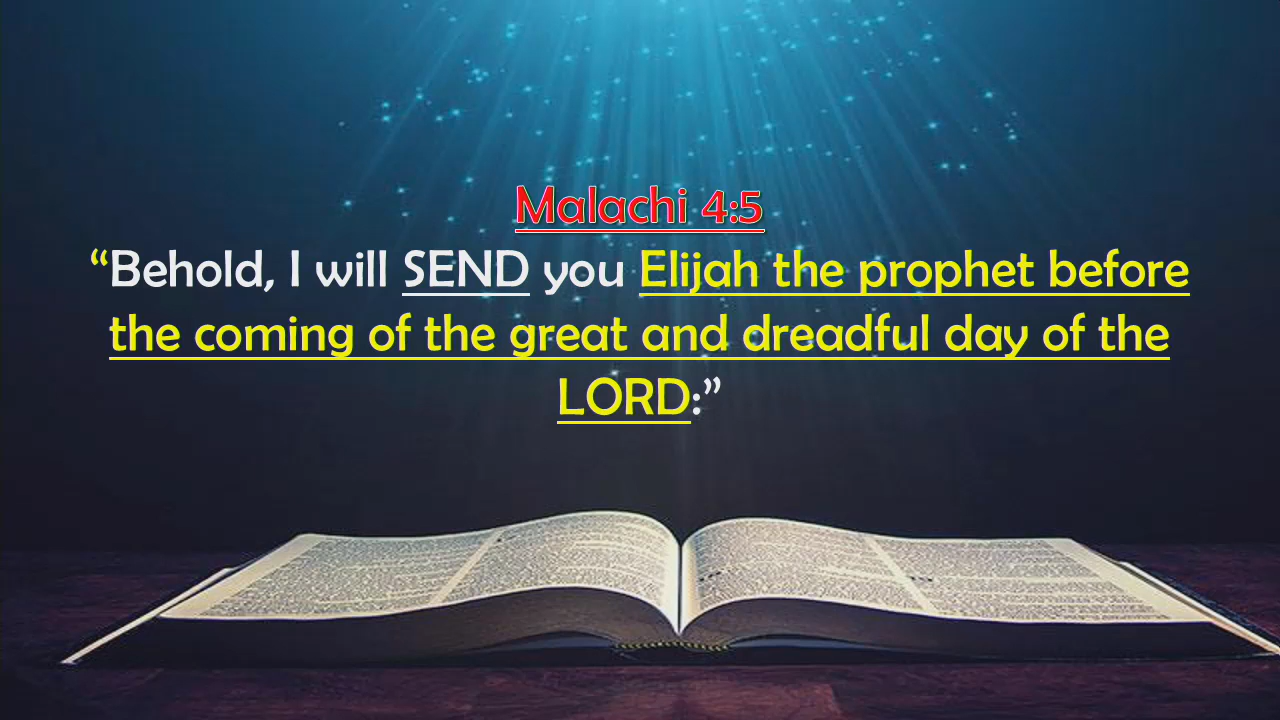 Malachi 4:5
“Behold, I will SEND you Elijah the prophet before
the coming of the great and dreadful day of the
LORD:”